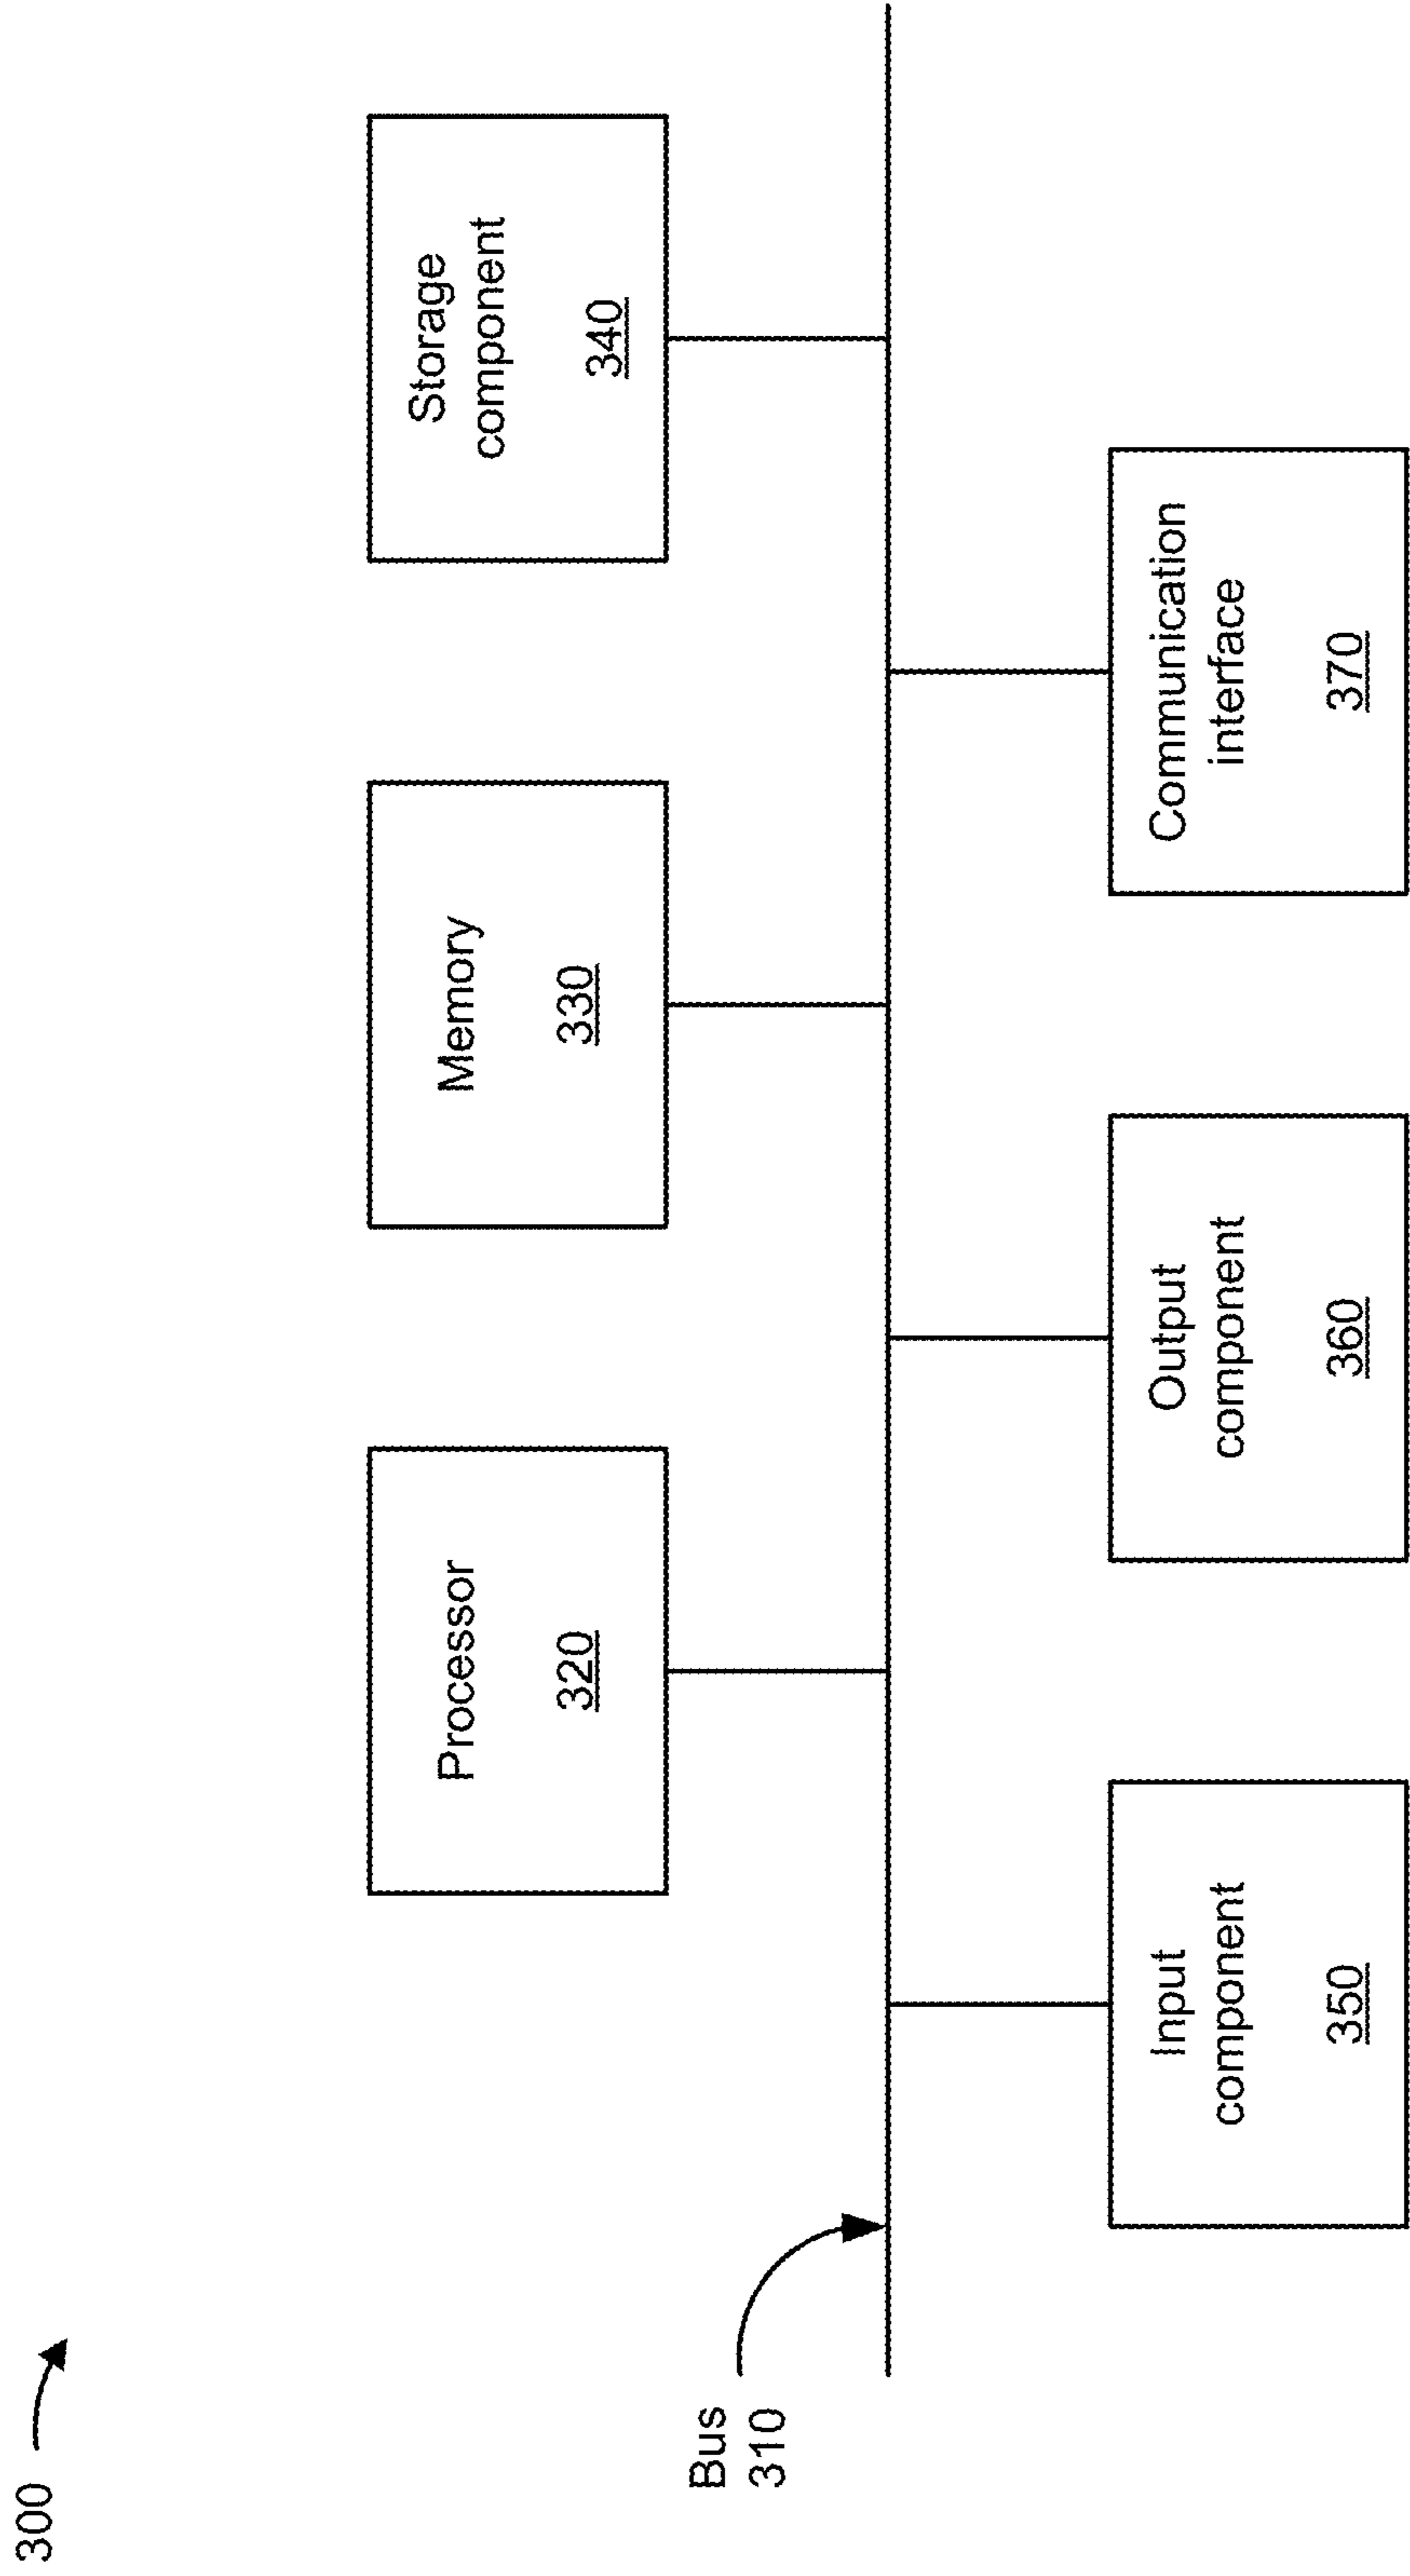 300
Processor
320
Memory
330
Storage
component
340
Bus
310
Input
component
350
Output
component
360
Communication
interface
370